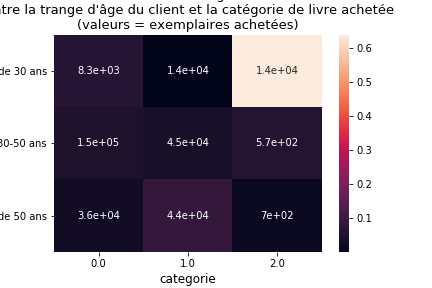 ntre la trange d'âge du client et la catégorie de livre achetée
(valeurs = exemplaires achetées)
de 30 ans 8.3e+03 1.4e+04 1.4e+04
30-50 ans 1.5e+05 4.5e+04 5.7e+02
de 50 ans 3.6e+04 4.4e+04 7e+02
0.0 1.0 2.0
categorie
0.6
0.5
0.4
0.3
0.2
0.1